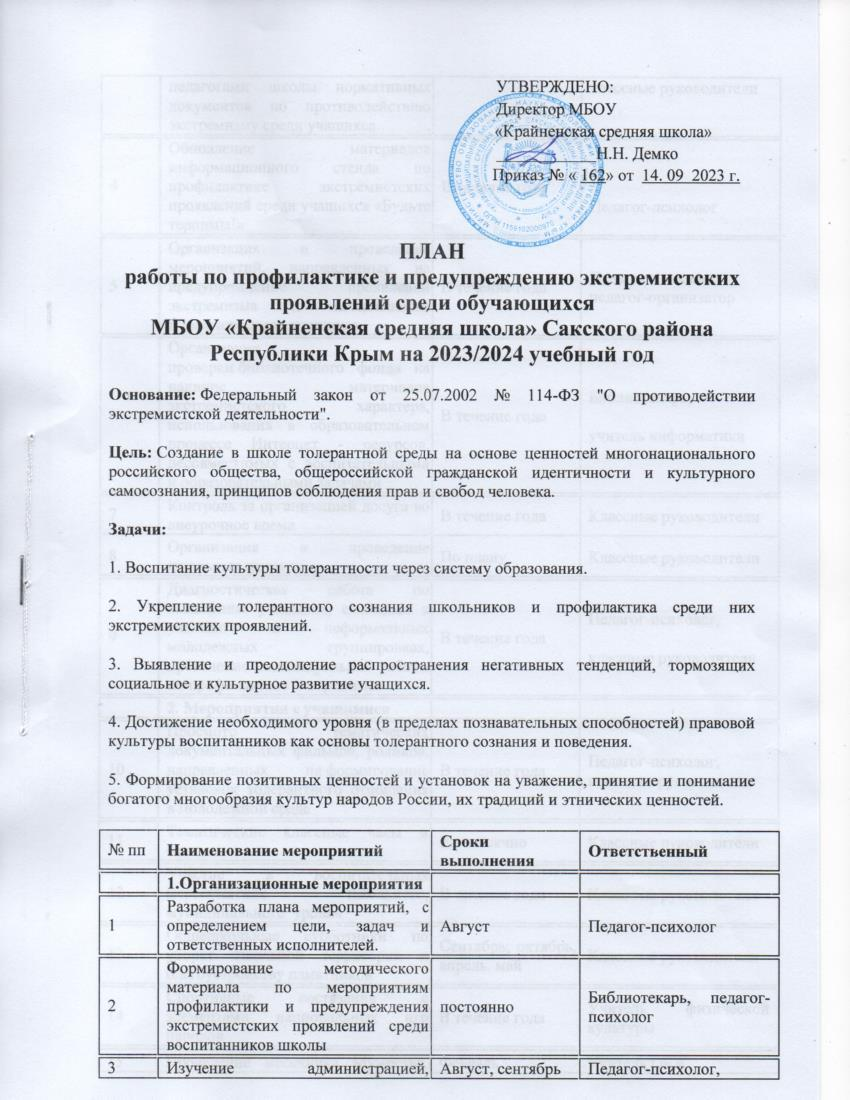 УТВЕРЖДЕНО:
Директор МБОУ
«Крайненская средняя школа»
Н.Н. Демко
Приказ № « 162» от 14. 09 2023 г.
ПЛАН
работы по профилактике и предупреждению экстремистских
проявлений среди обучающихся
МБОУ «Крайненская средняя школа» Сакского района
Республики Крым на 2023/2024 учебный год
Основание: Федеральный закон от 25.07.2002 № 114-ФЗ "О противодействии
экстремистской деятельности".
Цель: Создание в школе толерантной среды на основе ценностей многонационального
российского общества, общероссийской гражданской идентичности и культурного
самосознания, принципов соблюдения прав и свобод человека.
Задачи:
1. Воспитание культуры толерантности через систему образования.
2. Укрепление толерантного сознания школьников и профилактика среди них
экстремистских проявлений.
3. Выявление и преодоление распространения негативных тенденций, тормозящих
социальное и культурное развитие учащихся.
4. Достижение необходимого уровня (в пределах познавательных способностей) правовой
культуры воспитанников как основы толерантного сознания и поведения.
5. Формирование позитивных ценностей и установок на уважение, принятие и понимание
богатого многообразия культур народов России, их традиций и этнических ценностей.
№ пп Наименование мероприятий Сроки выполнения Ответственный
1.Организационные мероприятия
1 Разработка плана мероприятий, с
определением цели, задач и
ответственных исполнителей.
Август Педагог-психолог
2 Формирование методического
материала по мероприятиям
профилактики и предупреждения
экстремистских проявлений среди
воспитанников школы
постоянно
Библиотекарь, педагог-
психолог
3 Изучение администрацией, Август, сентябрь Педагог-психолог,